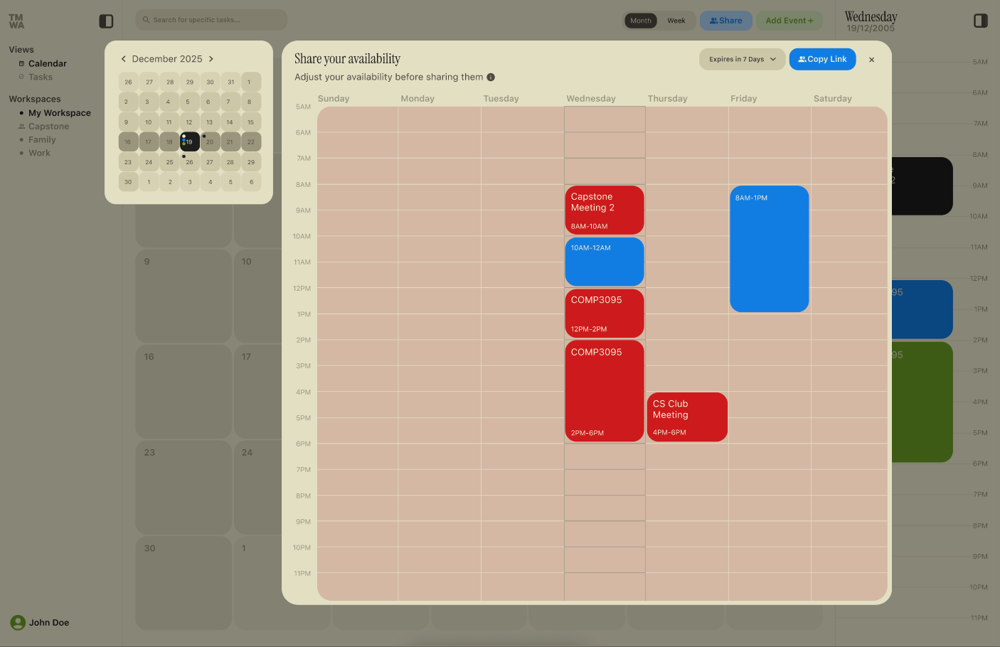 TM
WA
Views
Calendar
Tasks
Workspaces
My Workspace
Capstone
Family
Work
John Doe
Search for specific tasks...
Month
Week
Share
Add Event +
Wednesday
19/12/2005
< December 2025 >
26 27 28 29 30 31 1
2 3 4 5 6 7 8
9 10 11 12 13 14 15
16 17 18 19 20 21 22
23 24 25 26 27 28 29
30 1 2 3 4 5 6
9
10
16
17
23
24
30
1
Share your availability
Adjust your availability before sharing them
Expires in 7 Days
Copy Link
×
Sunday Monday Tuesday Wednesday Thursday Friday Saturday
5AM
6AM
7AM
8AM
9AM
10AM
11AM
12PM
1PM
2PM
3PM
4PM
5PM
6PM
7PM
8PM
9PM
10PM
11PM
Capstone
Meeting 2
8AM-10AM
10AM-12AM
COMP3095
12PM-2PM
COMP3095
2PM-6PM
CS Club
Meeting
4PM-6PM
8AM-1PM
5AM
6AM
7AM
8AM
9AM
10AM
11AM
12PM
1PM
2PM
3PM
4PM
5PM
6PM
7PM
8PM
9PM
10PM
11PM
2
95
95